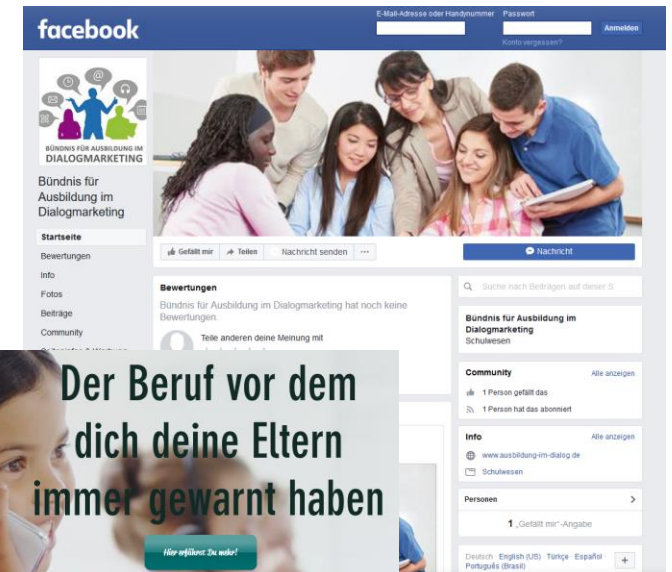 facebook
E-Mail-Adresse oder Handynummer
Passwort
Anmelden
Konto vergessen?
BÜNDNIS FÜR AUSBILDUNG IM
DIALOGMARKETING
Bündnis für
Ausbildung im
Dialogmarketing
Startseite
Bewertungen
Info
Fotos
Beiträge
Community
Gefällt mir
Teilen
Nachricht senden
Nachricht
Bewertungen
Bündnis für Ausbildung im Dialogmarketing hat noch keine
Bewertungen.
Teile anderen deine Meinung mit
Suche nach Beiträgen auf dieser S
Bündnis für Ausbildung im
Dialogmarketing
Schulwesen
Community
Alle anzeigen
1 Person gefällt das
1 Person hat das abonniert
Info
Alle anzeigen
www.ausbildung-im-dialog.de
Schulwesen
Personen
1 „Gefällt mir“-Angabe
Deutsch · English (US) · Türkçe · Español ·
Português (Brasil)
Der Beruf vor dem
dich deine Eltern
immer gewarnt haben
Hier erfährst Du mehr!